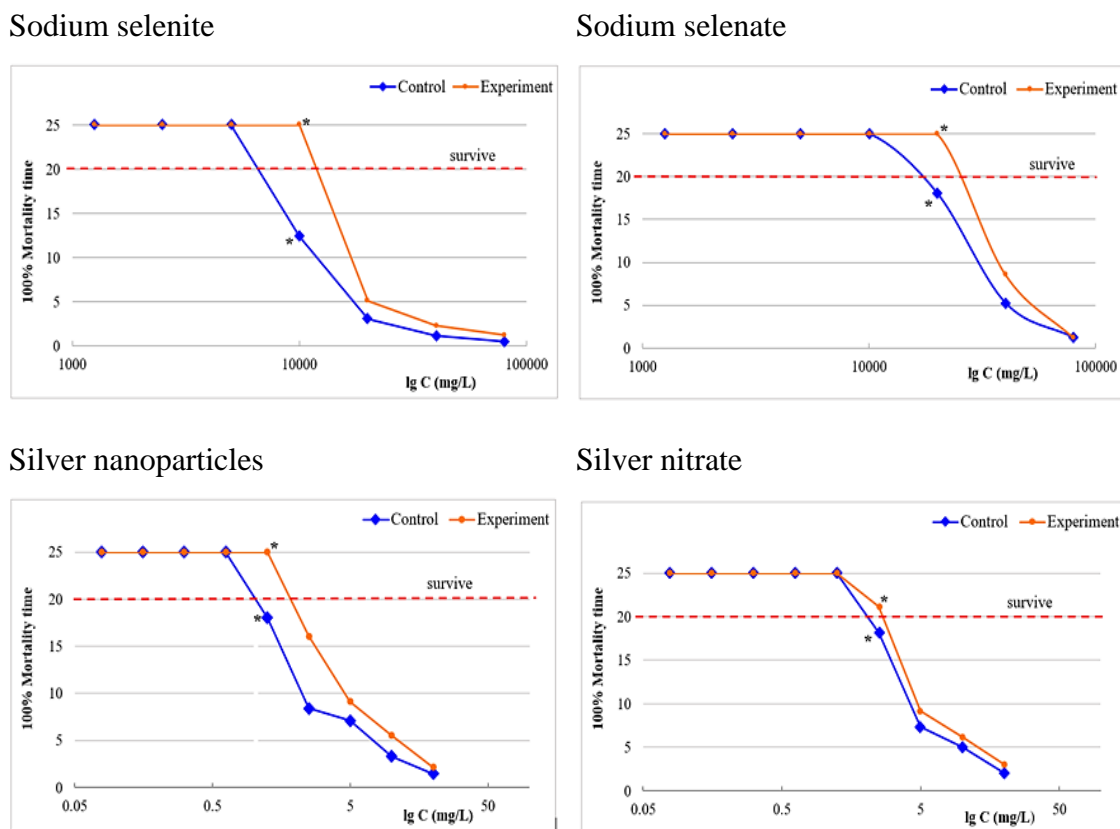 Sodium selenite
Control Experiment
25
20
15
10
5
0
100% Mortality time
survive
*
*
1000 10000 100000
lg C (mg/L)
Sodium selenate
Control Experiment
25
20
15
10
5
0
100% Mortality time
survive
*
*
1000 10000 100000
lg C (mg/L)
Silver nanoparticles
Control Experiment
25
20
15
10
5
0
100% Mortality time
survive
*
*
0.05 0.5 5 50
lg C (mg/L)
Silver nitrate
Control Experiment
25
20
15
10
5
0
100% Mortality time
survive
*
*
0.05 0.5 5 50
lg C (mg/L)